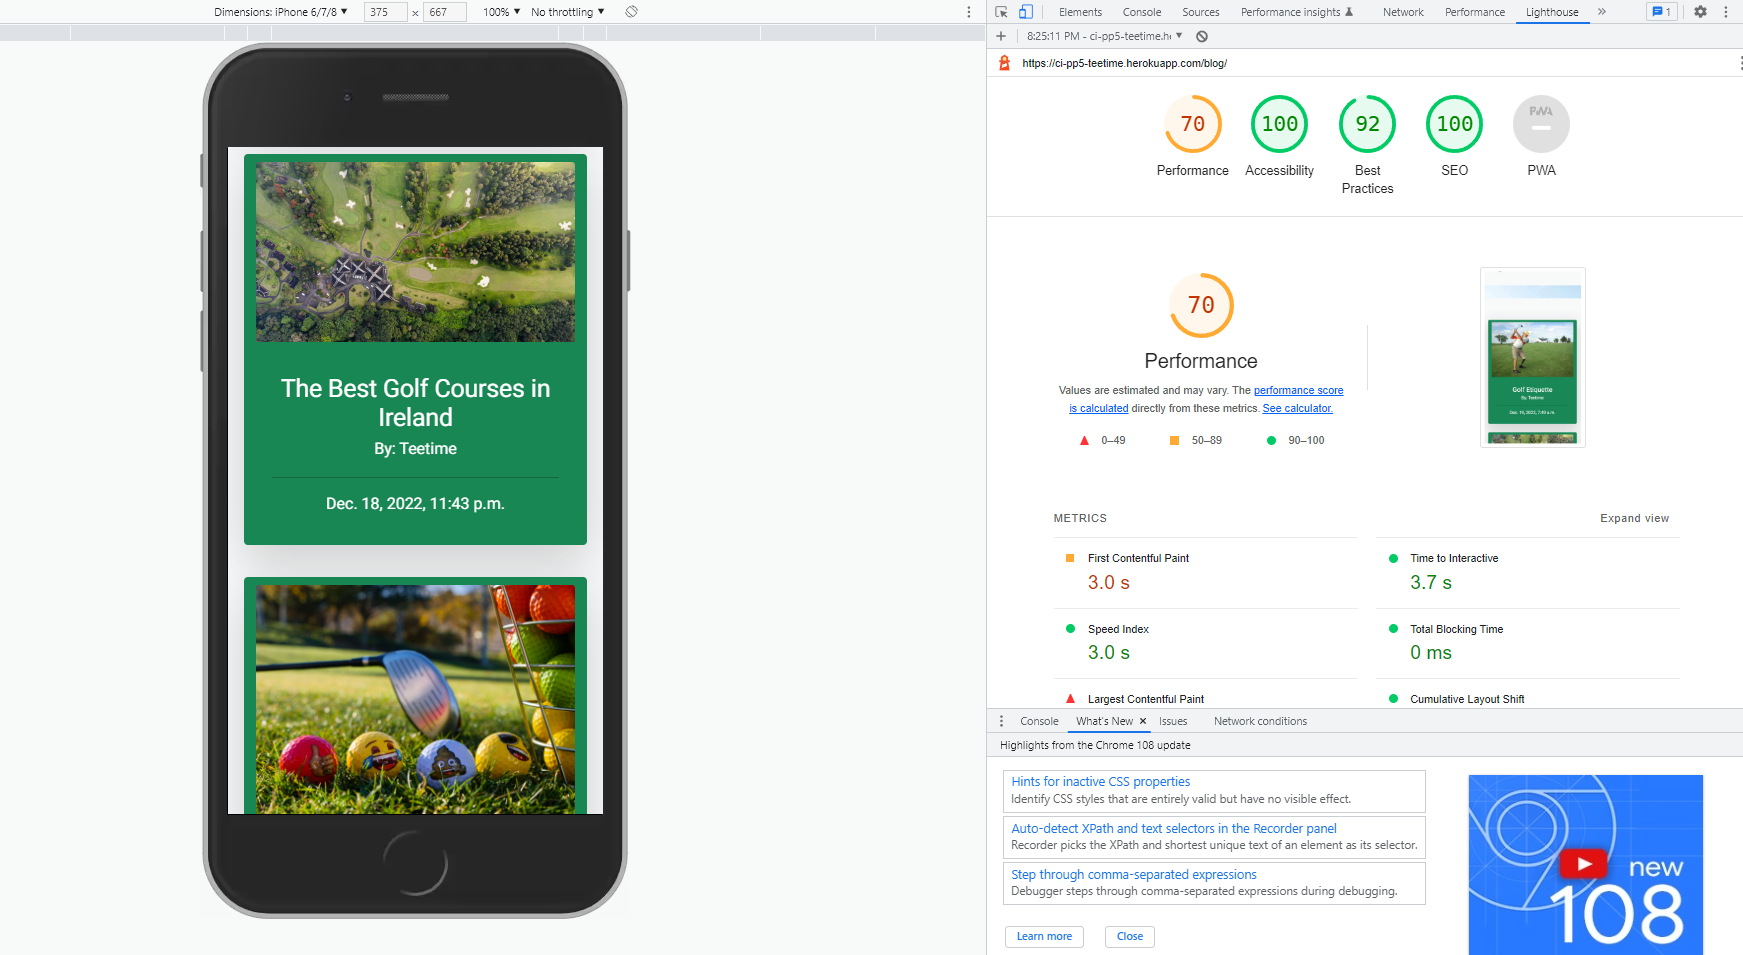 Dimensions: iPhone 6/7/8 ▼ 375 × 667 100% ▼ No throttling ▼
Elements Console Sources Performance insights Network Performance Lighthouse » 1
+ 8:25:11 PM - ci-pp5-teetime.he ▼
https://ci-pp5-teetime.herokuapp.com/blog/
70 100 92 100 PWA
Performance Accessibility Best Practices SEO PWA
The Best Golf Courses in
Ireland
By: Teetime
Dec. 18, 2022, 11:43 p.m.
70
Performance
Values are estimated and may vary. The performance score
is calculated directly from these metrics. See calculator.
0–49 50–89 90–100
Golf Etiquette
By: Teetime
Dec. 19, 2022, 7:43 a.m.
METRICS Expand view
First Contentful Paint
3.0 s
Time to Interactive
3.7 s
Speed Index
3.0 s
Total Blocking Time
0 ms
Largest Contentful Paint
Cumulative Layout Shift
Console What's New × Issues Network conditions
Highlights from the Chrome 108 update
Hints for inactive CSS properties
Identify CSS styles that are entirely valid but have no visible effect.
Auto-detect XPath and text selectors in the Recorder panel
Recorder picks the XPath and shortest unique text of an element as its selector.
Step through comma-separated expressions
Debugger steps through comma-separated expressions during debugging.
Learn more Close
new
108